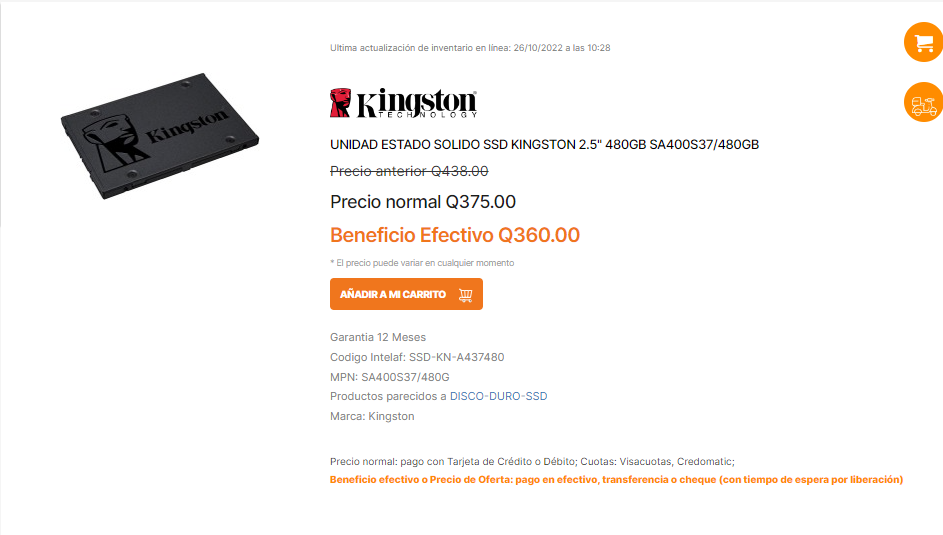 Ultima actualización de inventario en línea: 26/10/2022 a las 10:28
Kingston
TECHNOLOGY
Kingston
UNIDAD ESTADO SOLIDO SSD KINGSTON 2.5" 480GB SA400S37/480GB
Precio anterior Q438.00
Precio normal Q375.00
Beneficio Efectivo Q360.00
* El precio puede variar en cualquier momento
AÑADIR A MI CARRITO
Garantia 12 Meses
Codigo Intelaf: SSD-KN-A437480
MPN: SA400S37/480G
Productos parecidos a DISCO-DURO-SSD
Marca: Kingston
Precio normal: pago con Tarjeta de Crédito o Débito; Cuotas: Visacuotas, Credomatic;
Beneficio efectivo o Precio de Oferta: pago en efectivo, transferencia o cheque (con tiempo de espera por liberación)